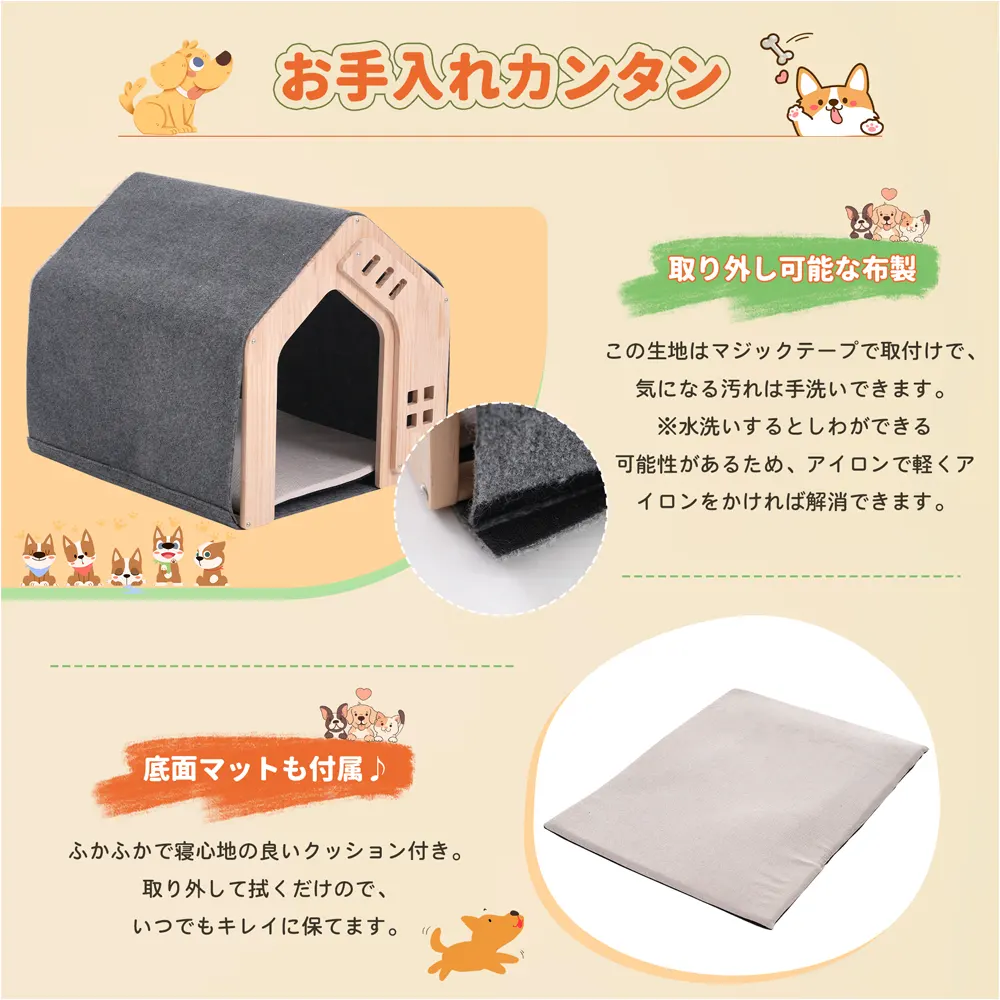 お手入れカンタン
取り外し可能な布製
この生地はマジックテープで取付けで、
気になる汚れは手洗いできます。
※水洗いするとしわができる
可能性があるため、アイロンで軽くア
イロンをかければ解消できます。
底面マットも付属♪
ふかふかで寝心地の良いクッション付き。
取り外して拭くだけので、
いつでもキレイに保てます。